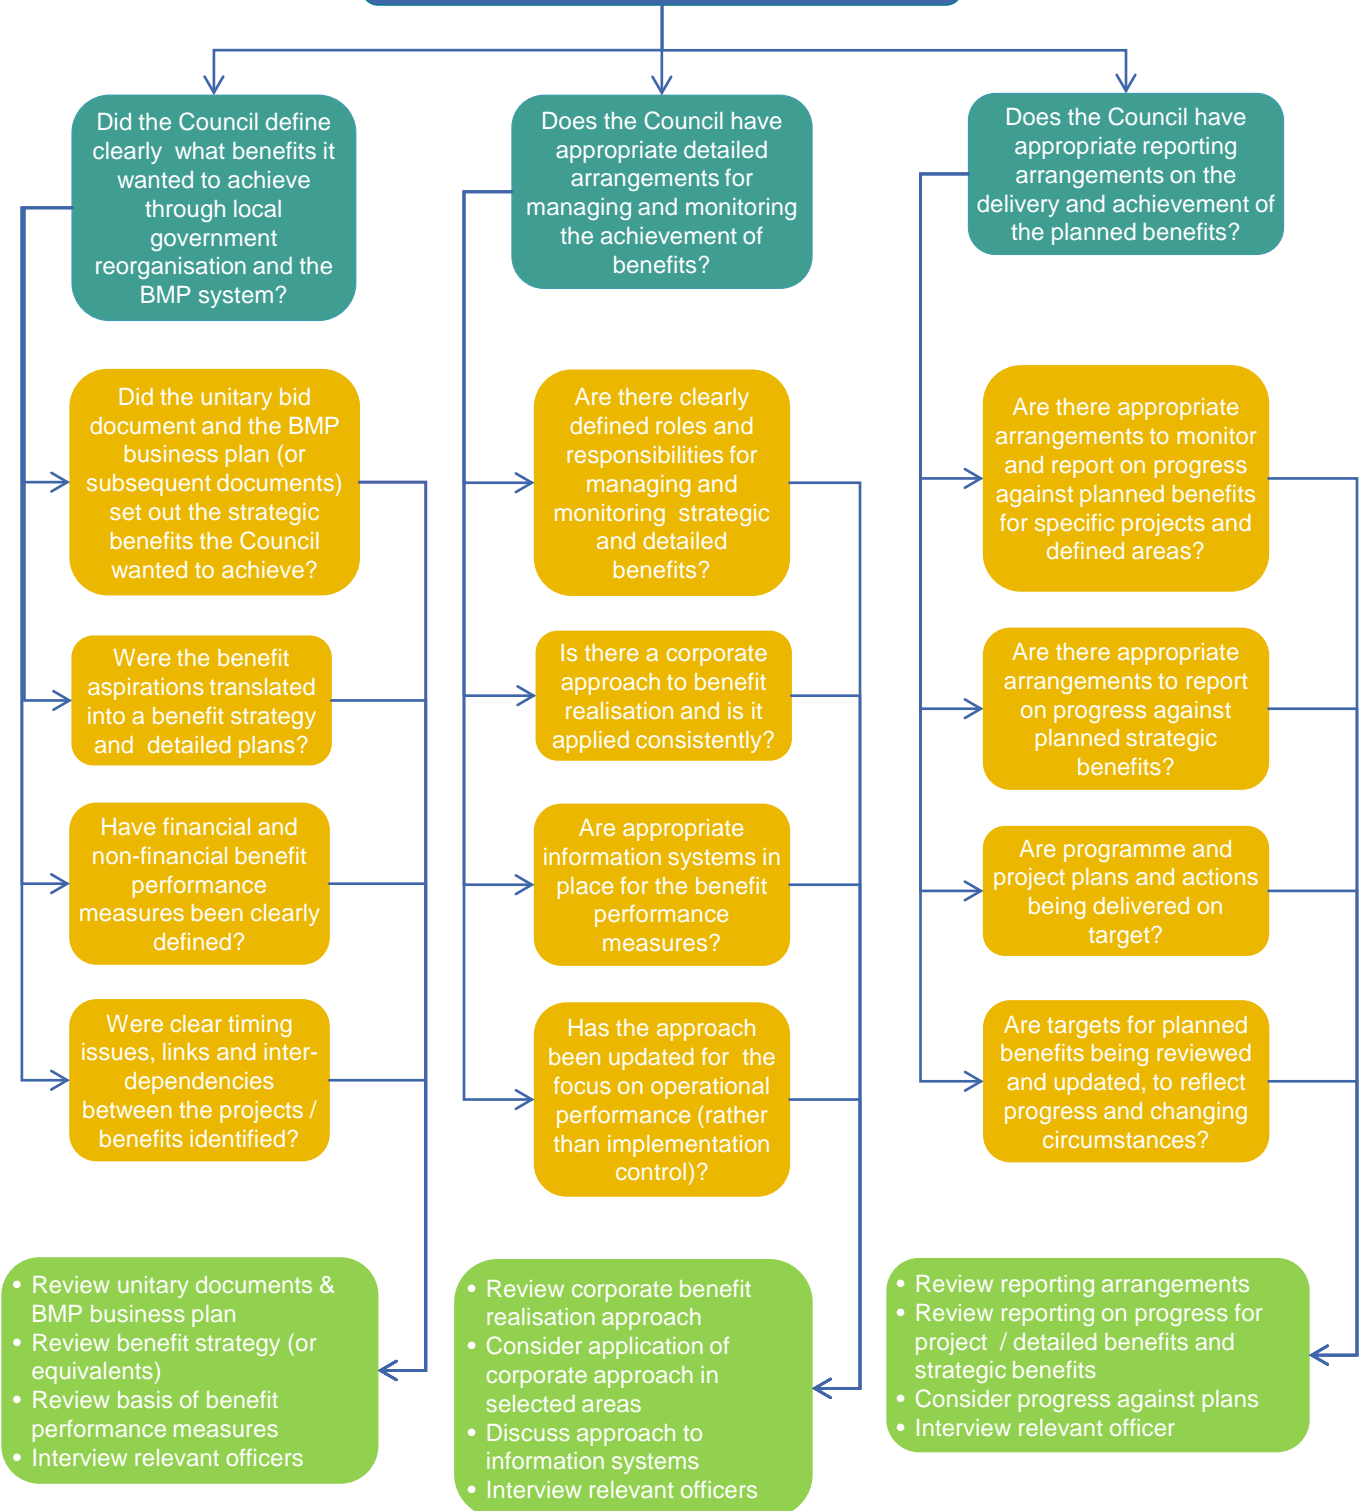 Did the Council define
clearly what benefits it
wanted to achieve
through local
government
reorganisation and the
BMP system?
Does the Council have
appropriate detailed
arrangements for
managing and monitoring
the achievement of
benefits?
Does the Council have
appropriate reporting
arrangements on the
delivery and achievement of
the planned benefits?
Did the unitary bid
document and the BMP
business plan (or
subsequent documents)
set out the strategic
benefits the Council
wanted to achieve?
Are there clearly
defined roles and
responsibilities for
managing and
monitoring strategic
and detailed
benefits?
Are there appropriate
arrangements to monitor
and report on progress
against planned benefits
for specific projects and
defined areas?
Were the benefit
aspirations translated
into a benefit strategy
and detailed plans?
Is there a corporate
approach to benefit
realisation and is it
applied consistently?
Are there appropriate
arrangements to report
on progress against
planned strategic
benefits?
Have financial and
non-financial benefit
performance
measures been clearly
defined?
Are appropriate
information systems in
place for the benefit
performance
measures?
Are programme and
project plans and actions
being delivered on
target?
Were clear timing
issues, links and inter-
dependencies
between the projects /
benefits identified?
Has the approach
been updated for the
focus on operational
performance (rather
than implementation
control)?
Are targets for planned
benefits being reviewed
and updated, to reflect
progress and changing
circumstances?
• Review unitary documents &
BMP business plan
• Review benefit strategy (or
equivalents)
• Review basis of benefit
performance measures
• Interview relevant officers
• Review corporate benefit
realisation approach
• Consider application of
corporate approach in
selected areas
• Discuss approach to
information systems
• Interview relevant officers
• Review reporting arrangements
• Review reporting on progress for
project / detailed benefits and
strategic benefits
• Consider progress against plans
• Interview relevant officer